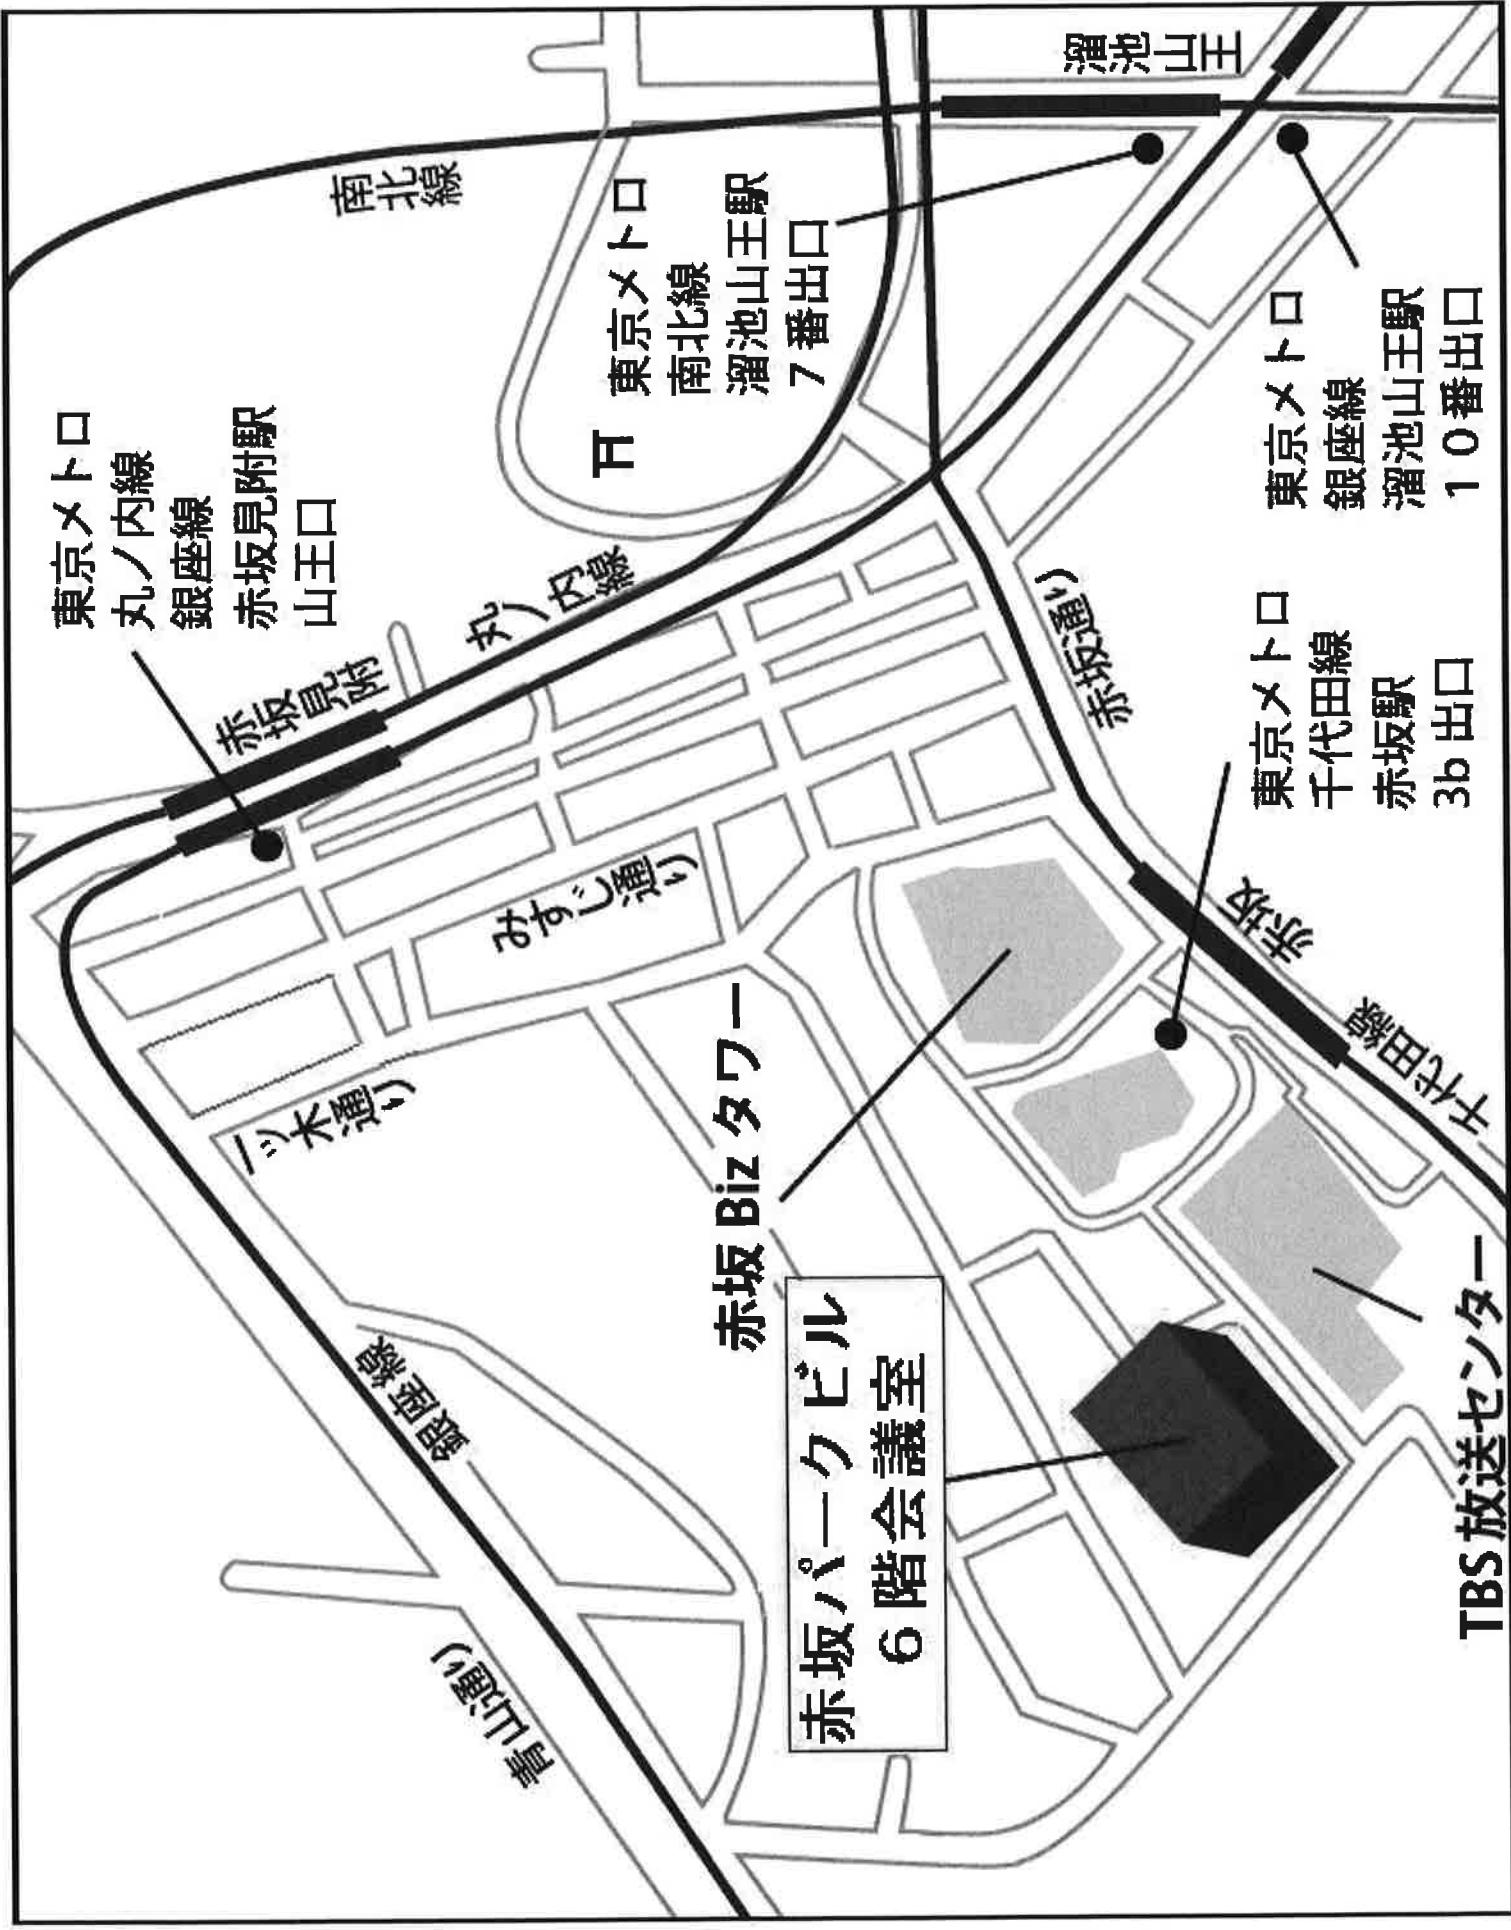 東京メトロ
丸ノ内線
銀座線
赤坂見附駅
山王口
赤坂見附
丸ノ内線
南北線
東京メトロ
南北線
溜池山王駅
7番出口
溜池山王
東京メトロ
銀座線
溜池山王駅
10番出口
赤坂通り
東京メトロ
千代田線
赤坂駅
3b出口
赤坂
千代田線
みすじ通り
一ツ木通り
銀座線
青山通り
赤坂Bizタワー
赤坂パークビル
6階会議室
TBS放送センター